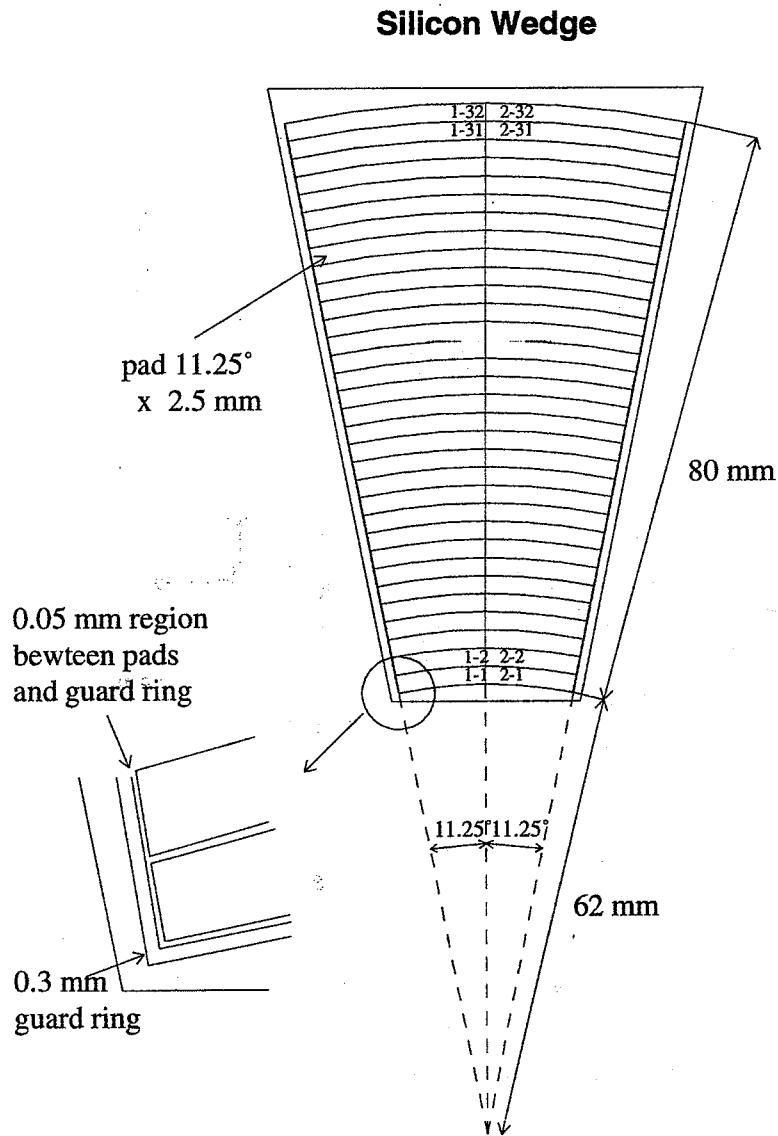 Silicon Wedge
1-32 2-32
1-31 2-31
pad 11.25°
x 2.5 mm
80 mm
0.05 mm region
bewteen pads
and guard ring
1-2 2-2
1-1 2-1
11.25° 11.25°
62 mm
0.3 mm
guard ring